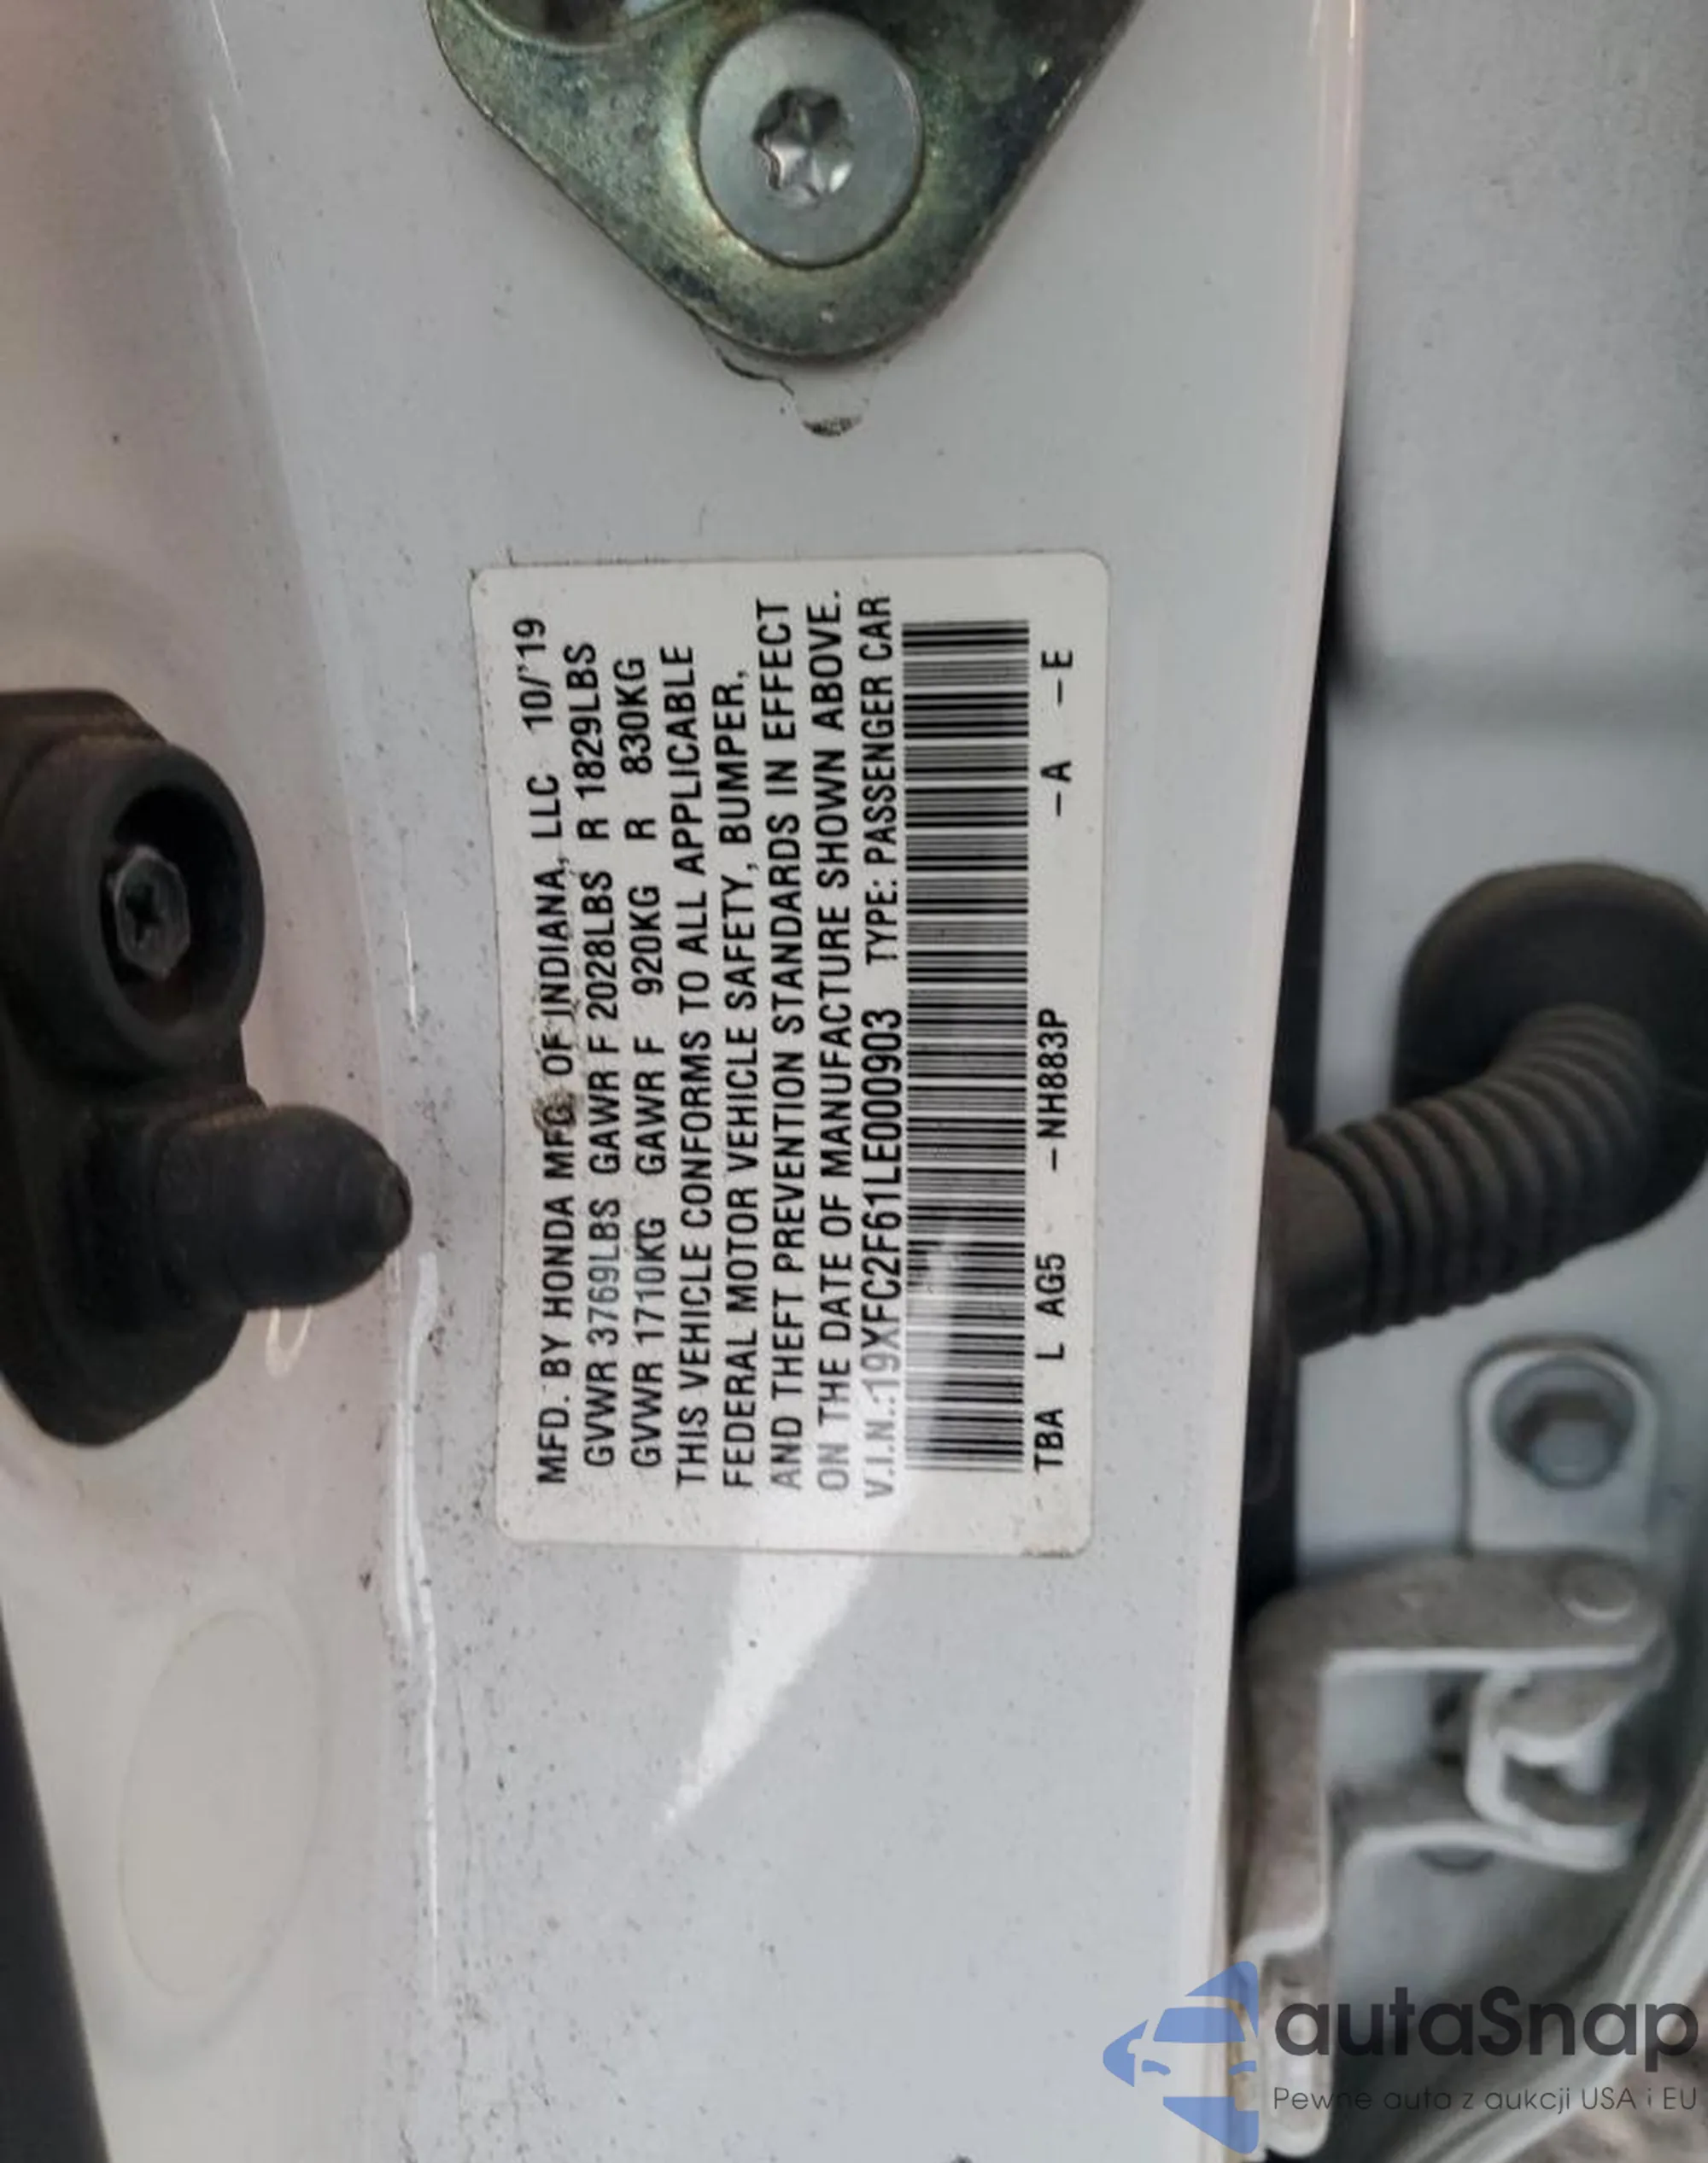 MFD. BY HONDA MFG. OF INDIANA, LLC 10/'19
GVWR 3769LBS GAWR F 2028LBS R 1829LBS
GVWR 1710KG GAWR F 920KG R 830KG
THIS VEHICLE CONFORMS TO ALL APPLICABLE
FEDERAL MOTOR VEHICLE SAFETY, BUMPER,
AND THEFT PREVENTION STANDARDS IN EFFECT
ON THE DATE OF MANUFACTURE SHOWN ABOVE.
V.I.N.:19XFC2F61LE000903 TYPE: PASSENGER CAR
TBA L AG5 -NH883P -A -E
autaSnap
Pewne auta z aukcji USA i EU